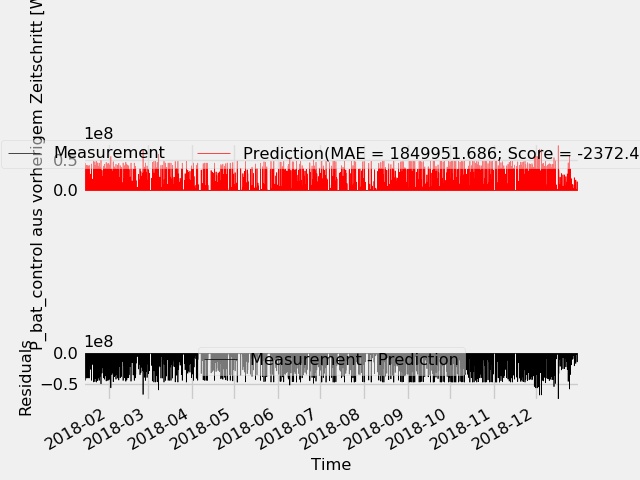 P_bat_control aus vorherigem Zeitschritt [W
1e8
0.5
0.0
Measurement
Prediction(MAE = 1849951.686; Score = -2372.4
Residuals
1e8
0.0
−0.5
Measurement - Prediction
2018-02
2018-03
2018-04
2018-05
2018-06
2018-07
2018-08
2018-09
2018-10
2018-11
2018-12
Time